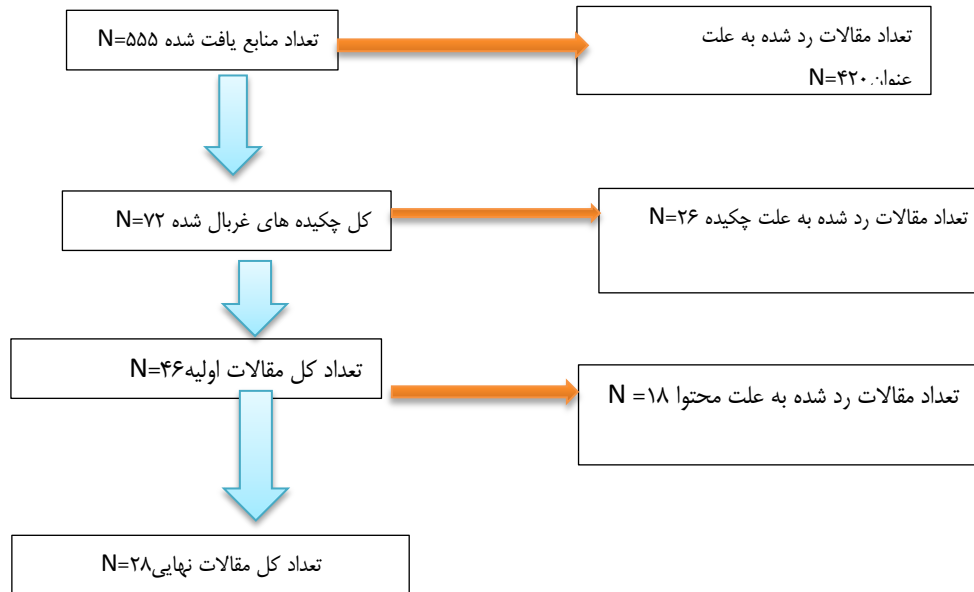 تعداد منابع یافت شده N=۵۵۵
تعداد مقالات رد شده به علت
عنوان N=۴۲۰
کل چکیده های غربال شده N=۷۲
تعداد مقالات رد شده به علت چکیده N=۲۶
تعداد کل مقالات اولیه N=۴۶
تعداد مقالات رد شده به علت محتوا N =۱۸
تعداد کل مقالات نهایی N=۲۸